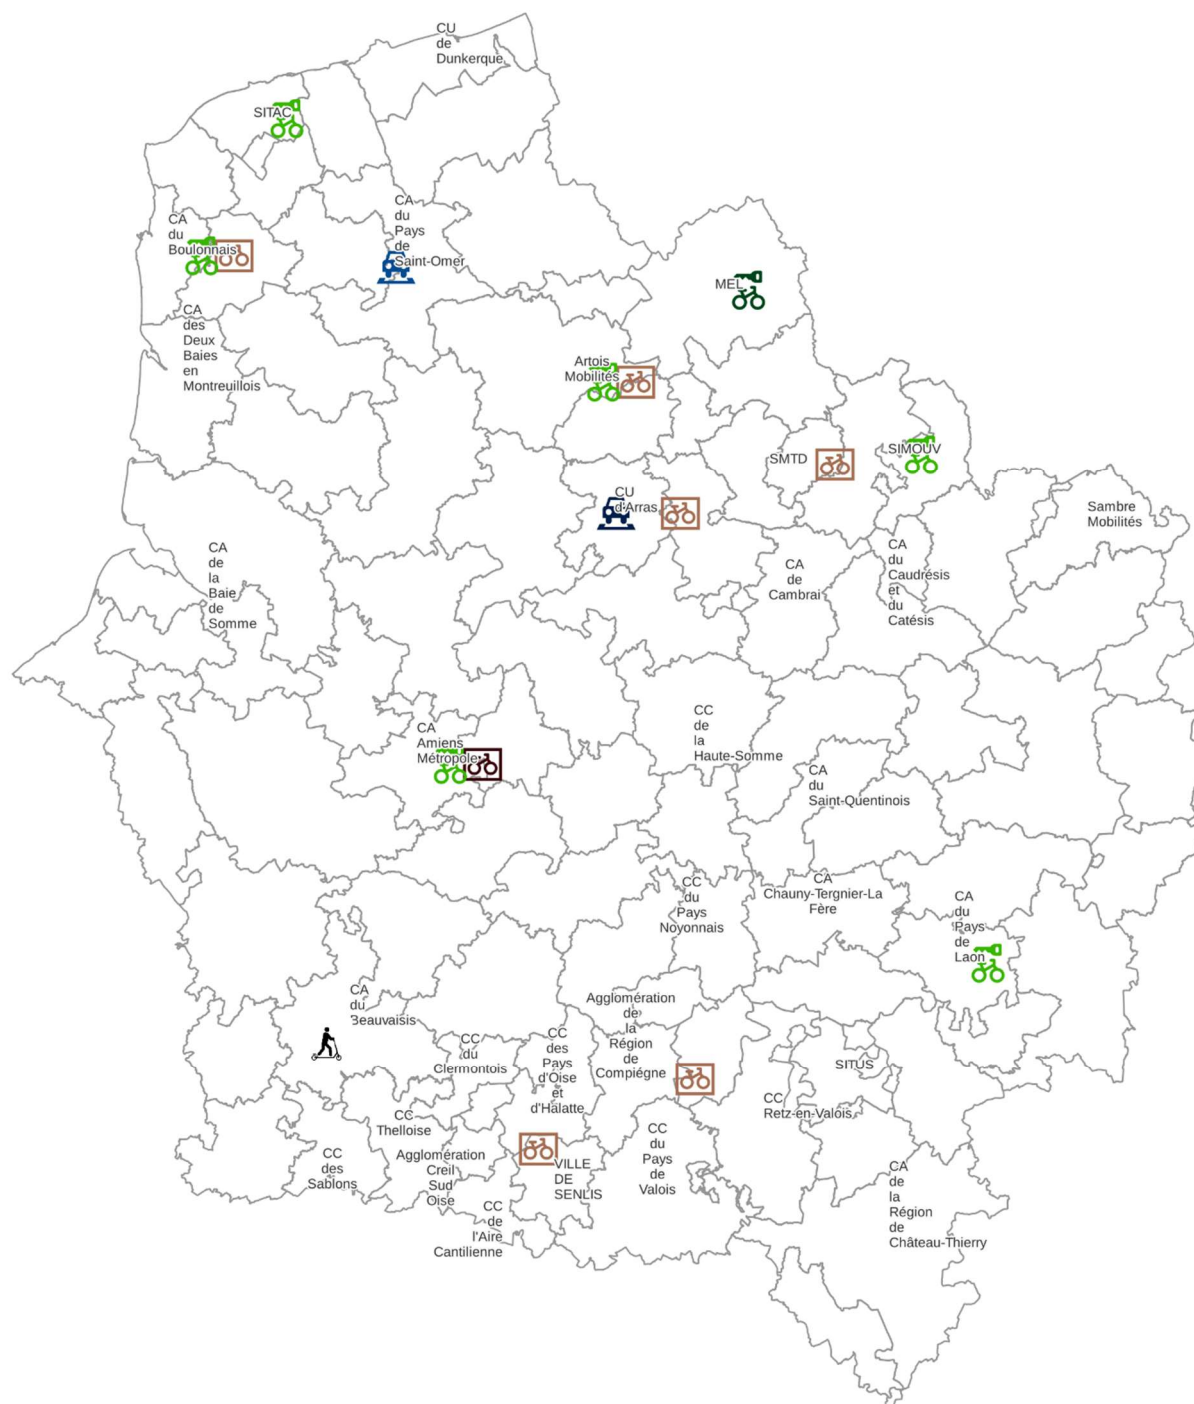 CU
de
Dunkerque
SITAC
CA
du
Pays
de
Saint-Omer
CA
du
Boulonnais
MEL
CA
des
Deux
Baies
en
Montreuillois
Artois
Mobilités
SMTD
SIMOUV
CU
d'Arras
Sambre
Mobilités
CA
de
la
Baie
de
Somme
CA
de
Cambrai
CA
du
Caudrésis
et
du
Catésis
CC
de
la
Haute-Somme
CA
Amiens
Métropole
CA
du
Saint-Quentinois
CC
du
Pays
Noyonnais
CA
Chauny-Tergnier-La
Fère
CA
du
Pays
de
Laon
CA
du
Beauvaisis
Agglomération
de
la
Région
de
Compiégne
CC
du
Clermontois
CC
des
Pays
d'Oise
et
d'Halatte
SITUS
CC
Retz-en-Valois
CC
Thelloise
CC
des
Sablons
Agglomération
Creil
Sud
Oise
VILLE
DE
SENLIS
CC
du
Pays
de
Valois
CC
de
l'Aire
Cantilienne
CA
de
la
Région
de
Château-Thierry